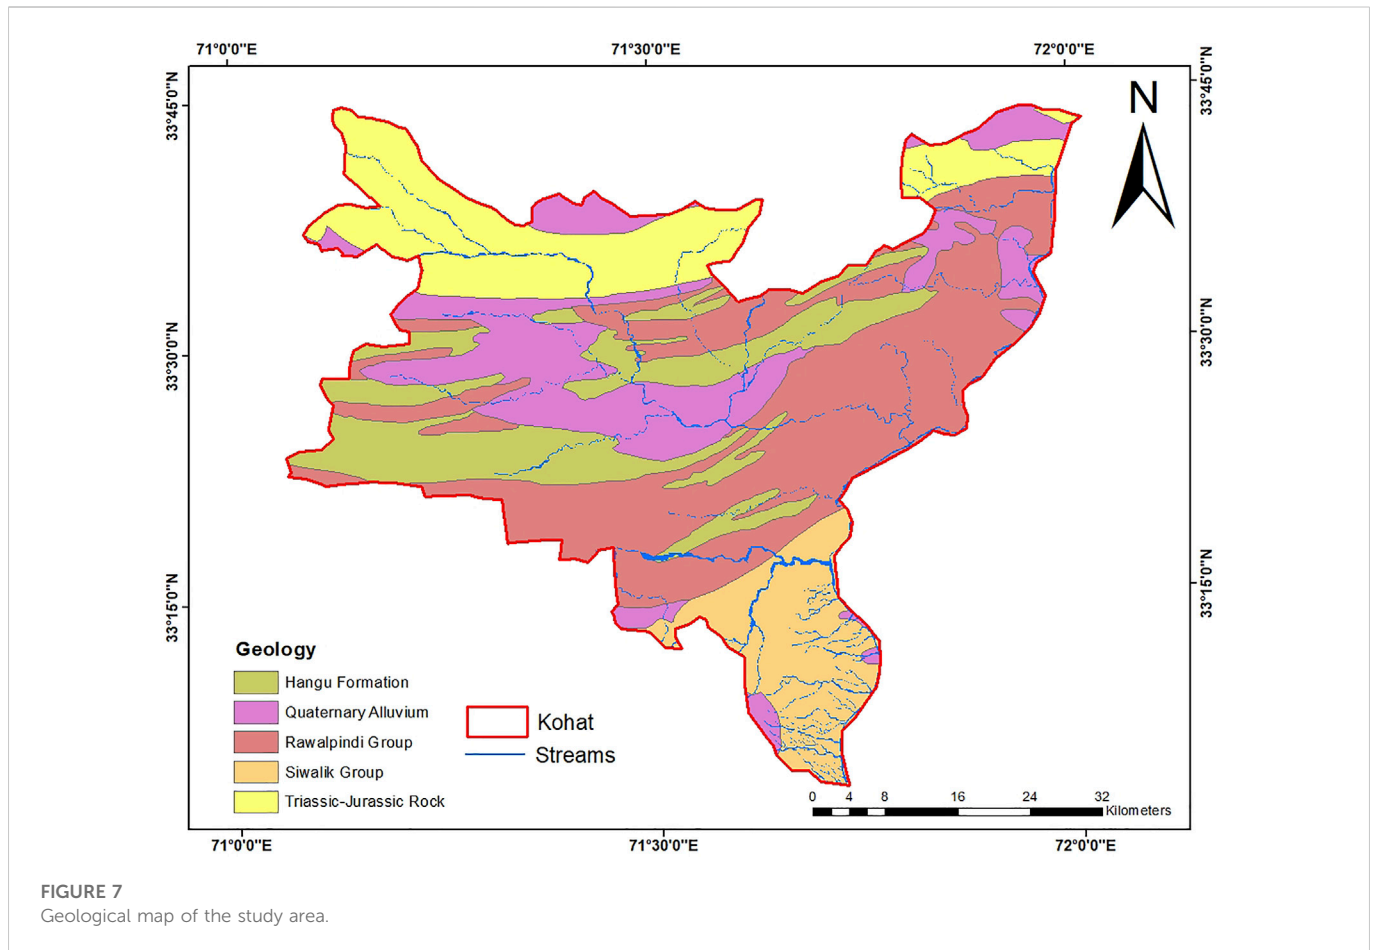 71°0'0"E
71°30'0"E
72°0'0"E
33°45'0"N
33°45'0"N
N
33°30'0"N
33°30'0"N
33°15'0"N
33°15'0"N
Geology
Hangu Formation
Quaternary Alluvium
Rawalpindi Group
Siwalik Group
Triassic-Jurassic Rock
Kohat
Streams
0 4 8 16 24 32
Kilometers
71°0'0"E
71°30'0"E
72°0'0"E
FIGURE 7
Geological map of the study area.